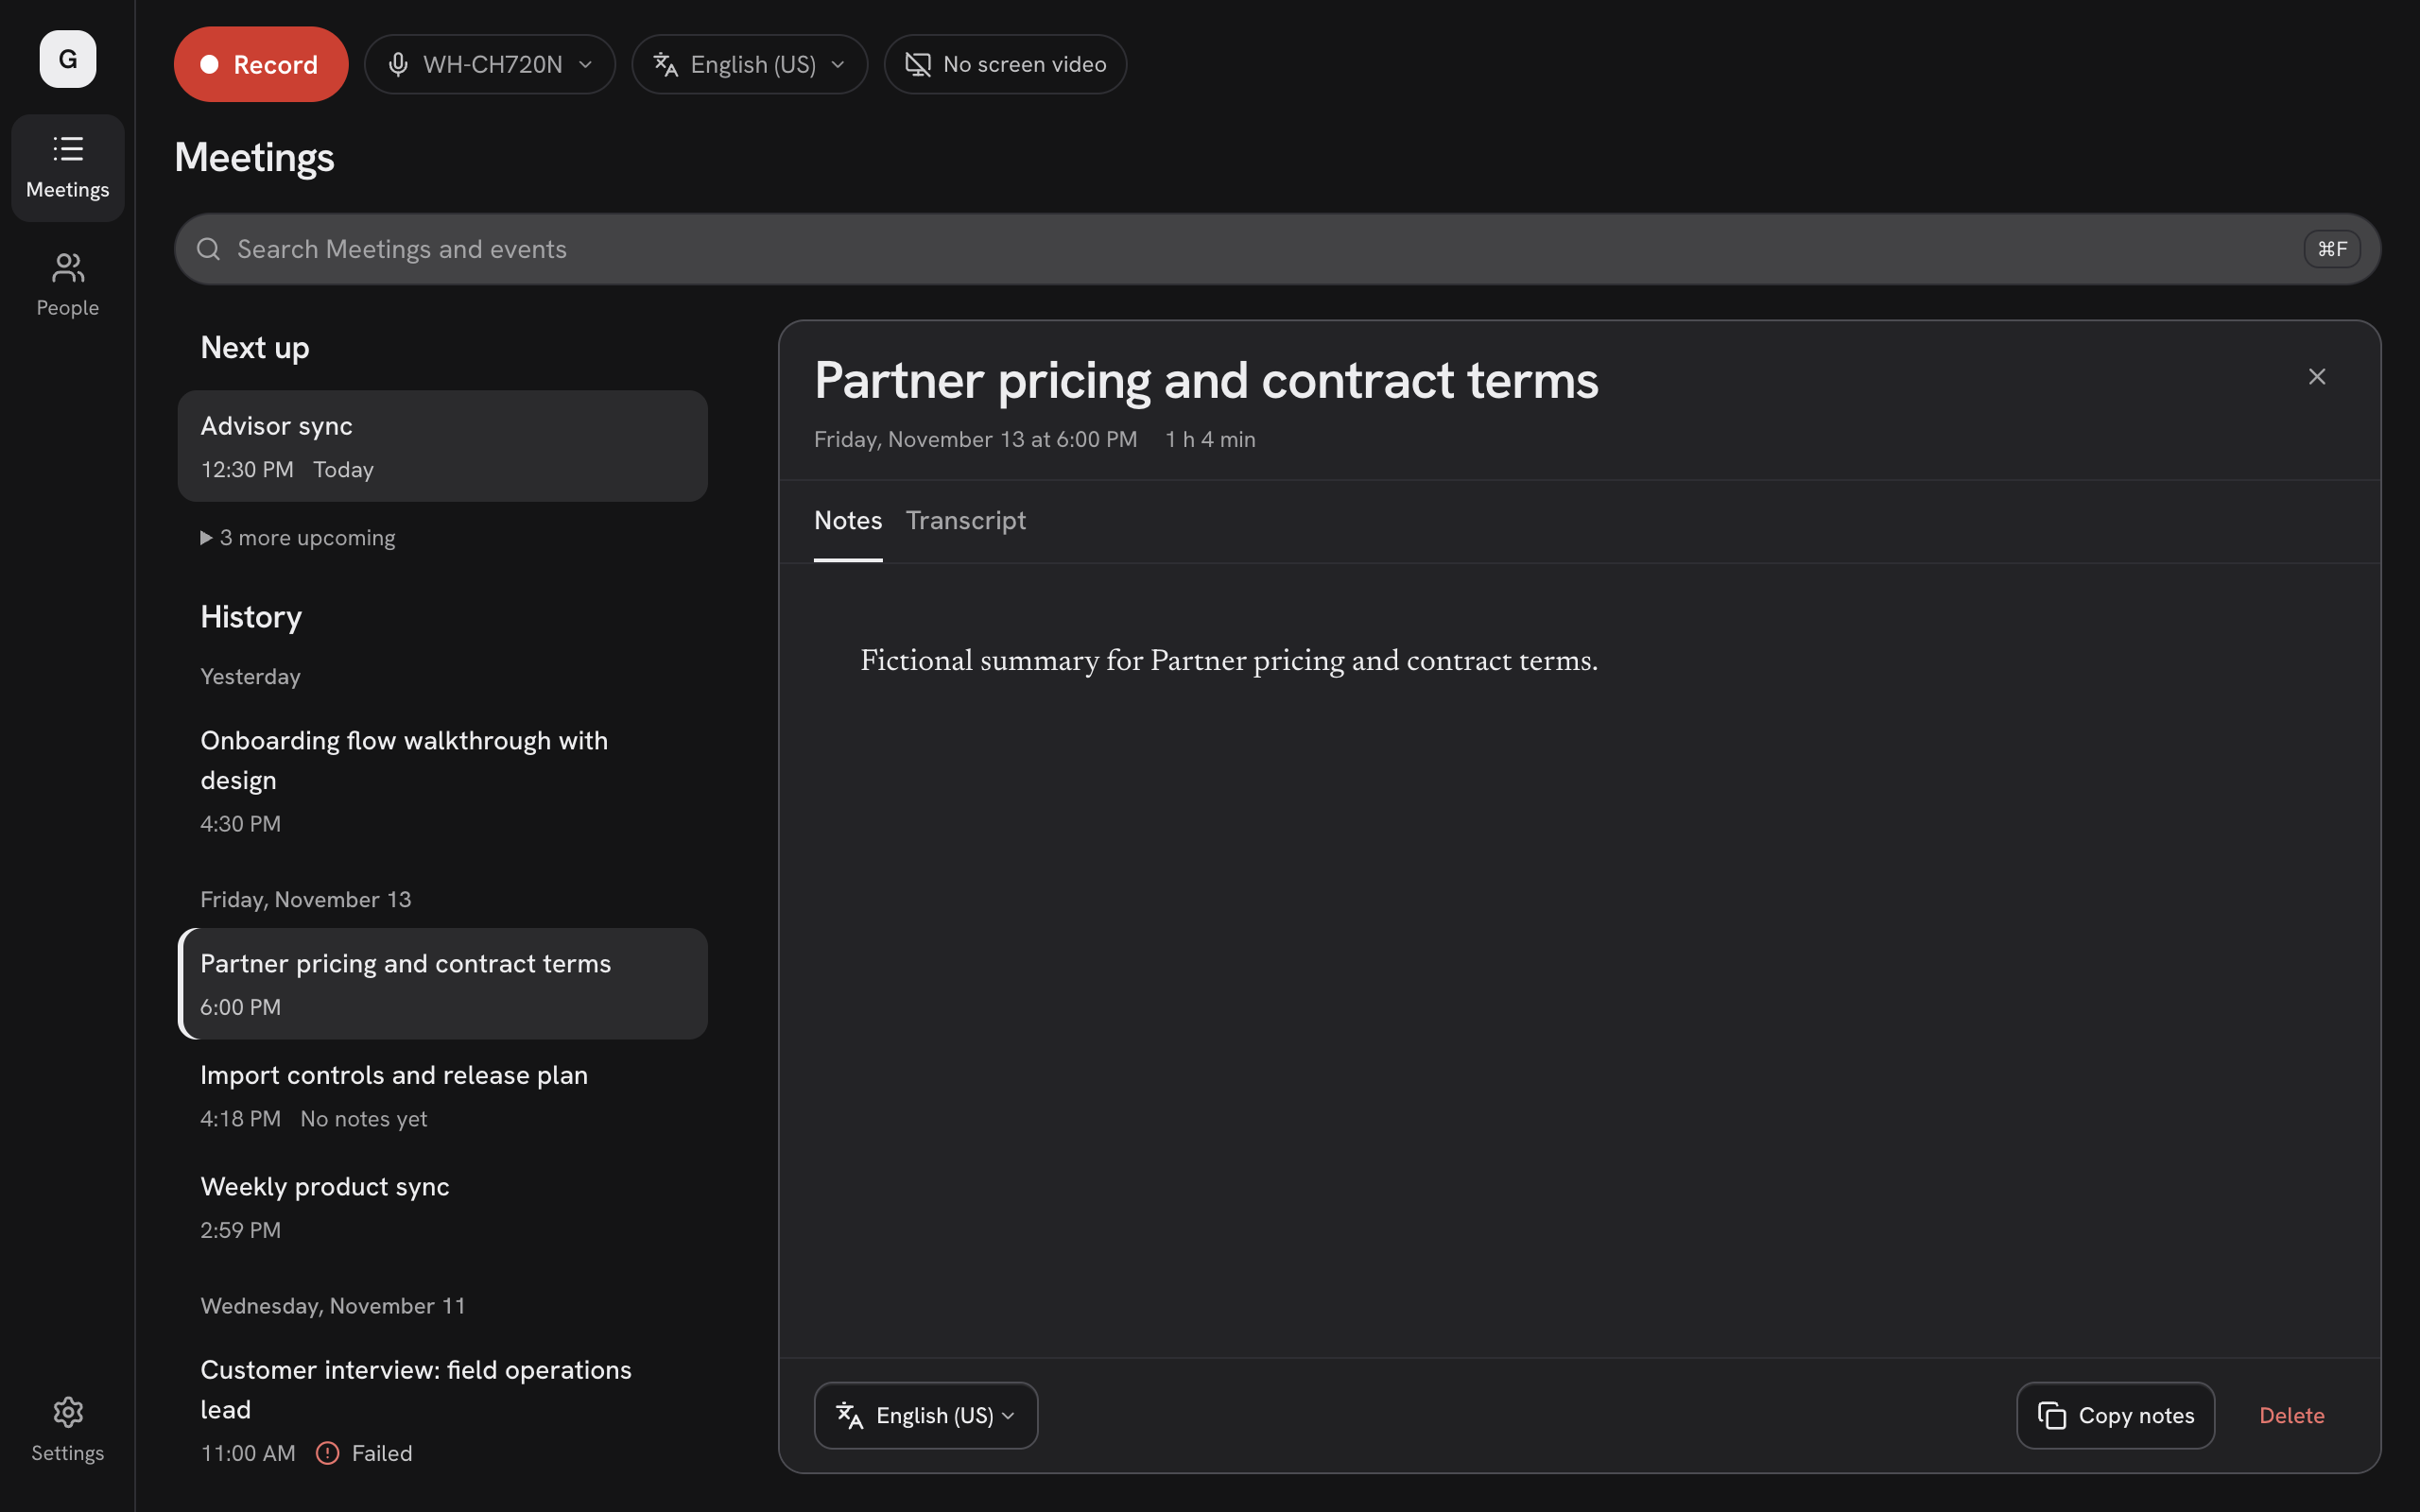 G
Meetings
People
Settings
Record
WH-CH720N
English (US)
No screen video
Meetings
Search Meetings and events
⌘F
Next up
Advisor sync
12:30 PM Today
3 more upcoming
History
Yesterday
Onboarding flow walkthrough with
design
4:30 PM
Friday, November 13
Partner pricing and contract terms
6:00 PM
Import controls and release plan
4:18 PM No notes yet
Weekly product sync
2:59 PM
Wednesday, November 11
Customer interview: field operations
lead
11:00 AM Failed
Partner pricing and contract terms
Friday, November 13 at 6:00 PM 1 h 4 min
Notes Transcript
Fictional summary for Partner pricing and contract terms.
English (US)
Copy notes
Delete